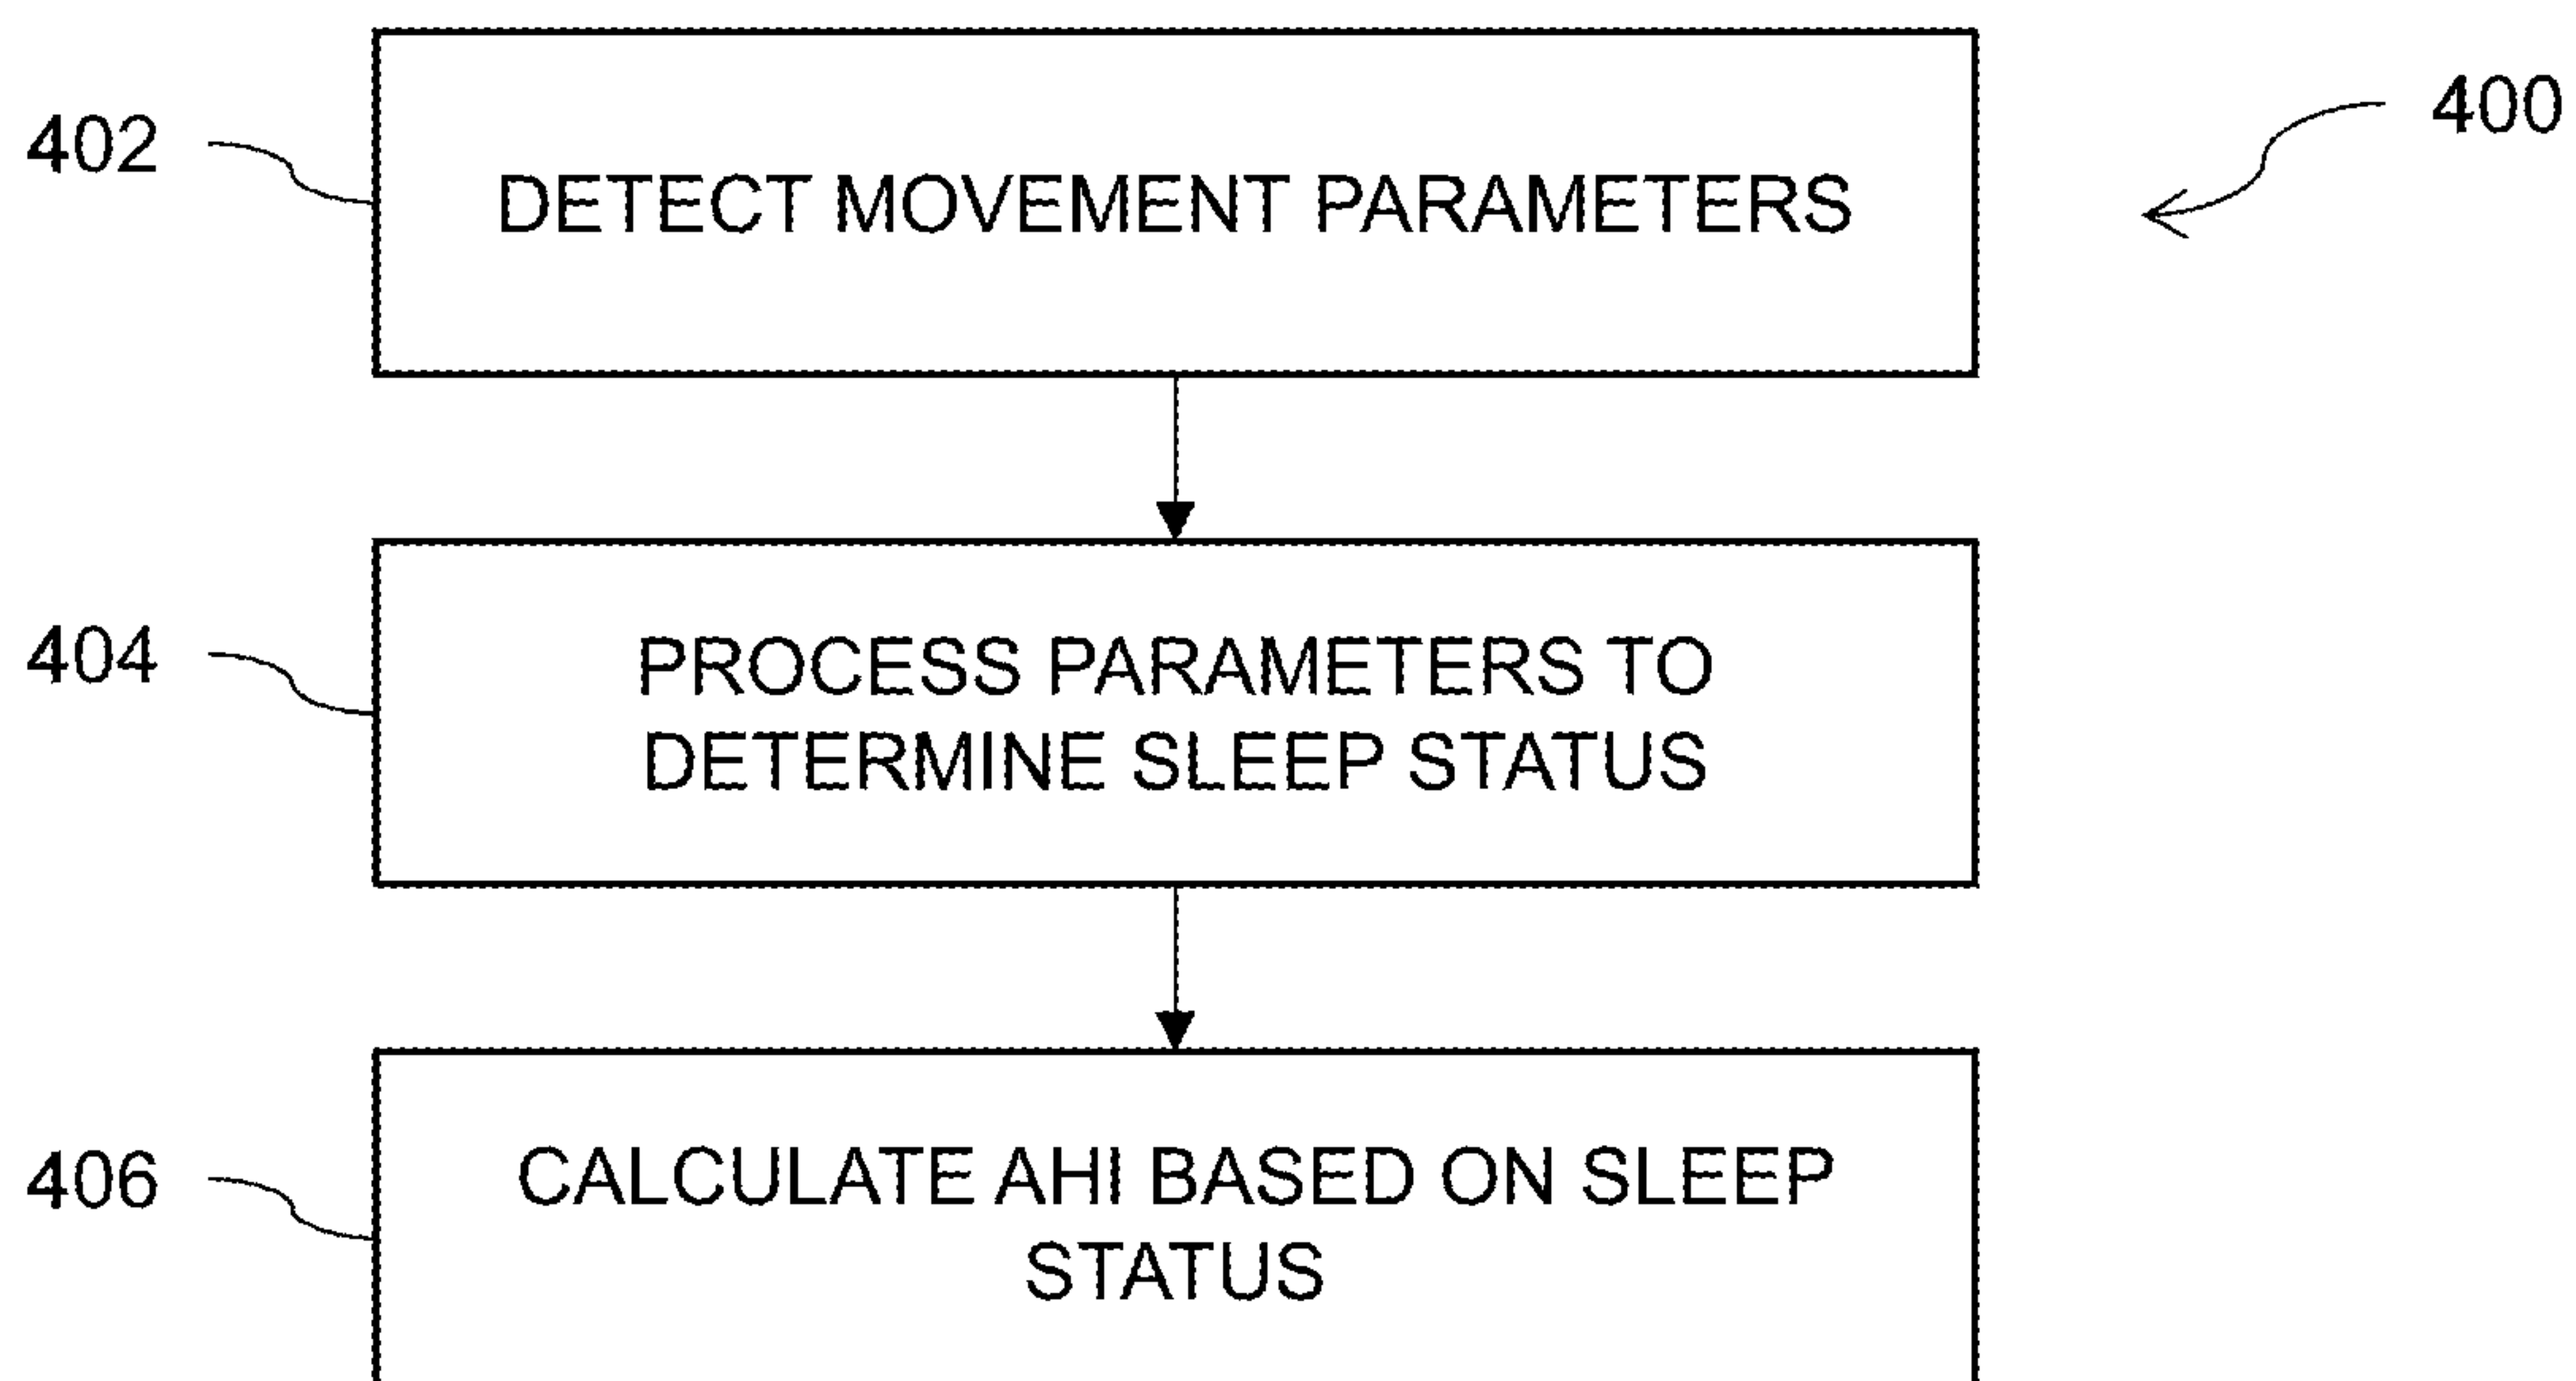 400
402
DETECT MOVEMENT PARAMETERS
404
PROCESS PARAMETERS TO
DETERMINE SLEEP STATUS
406
CALCULATE AHI BASED ON SLEEP
STATUS